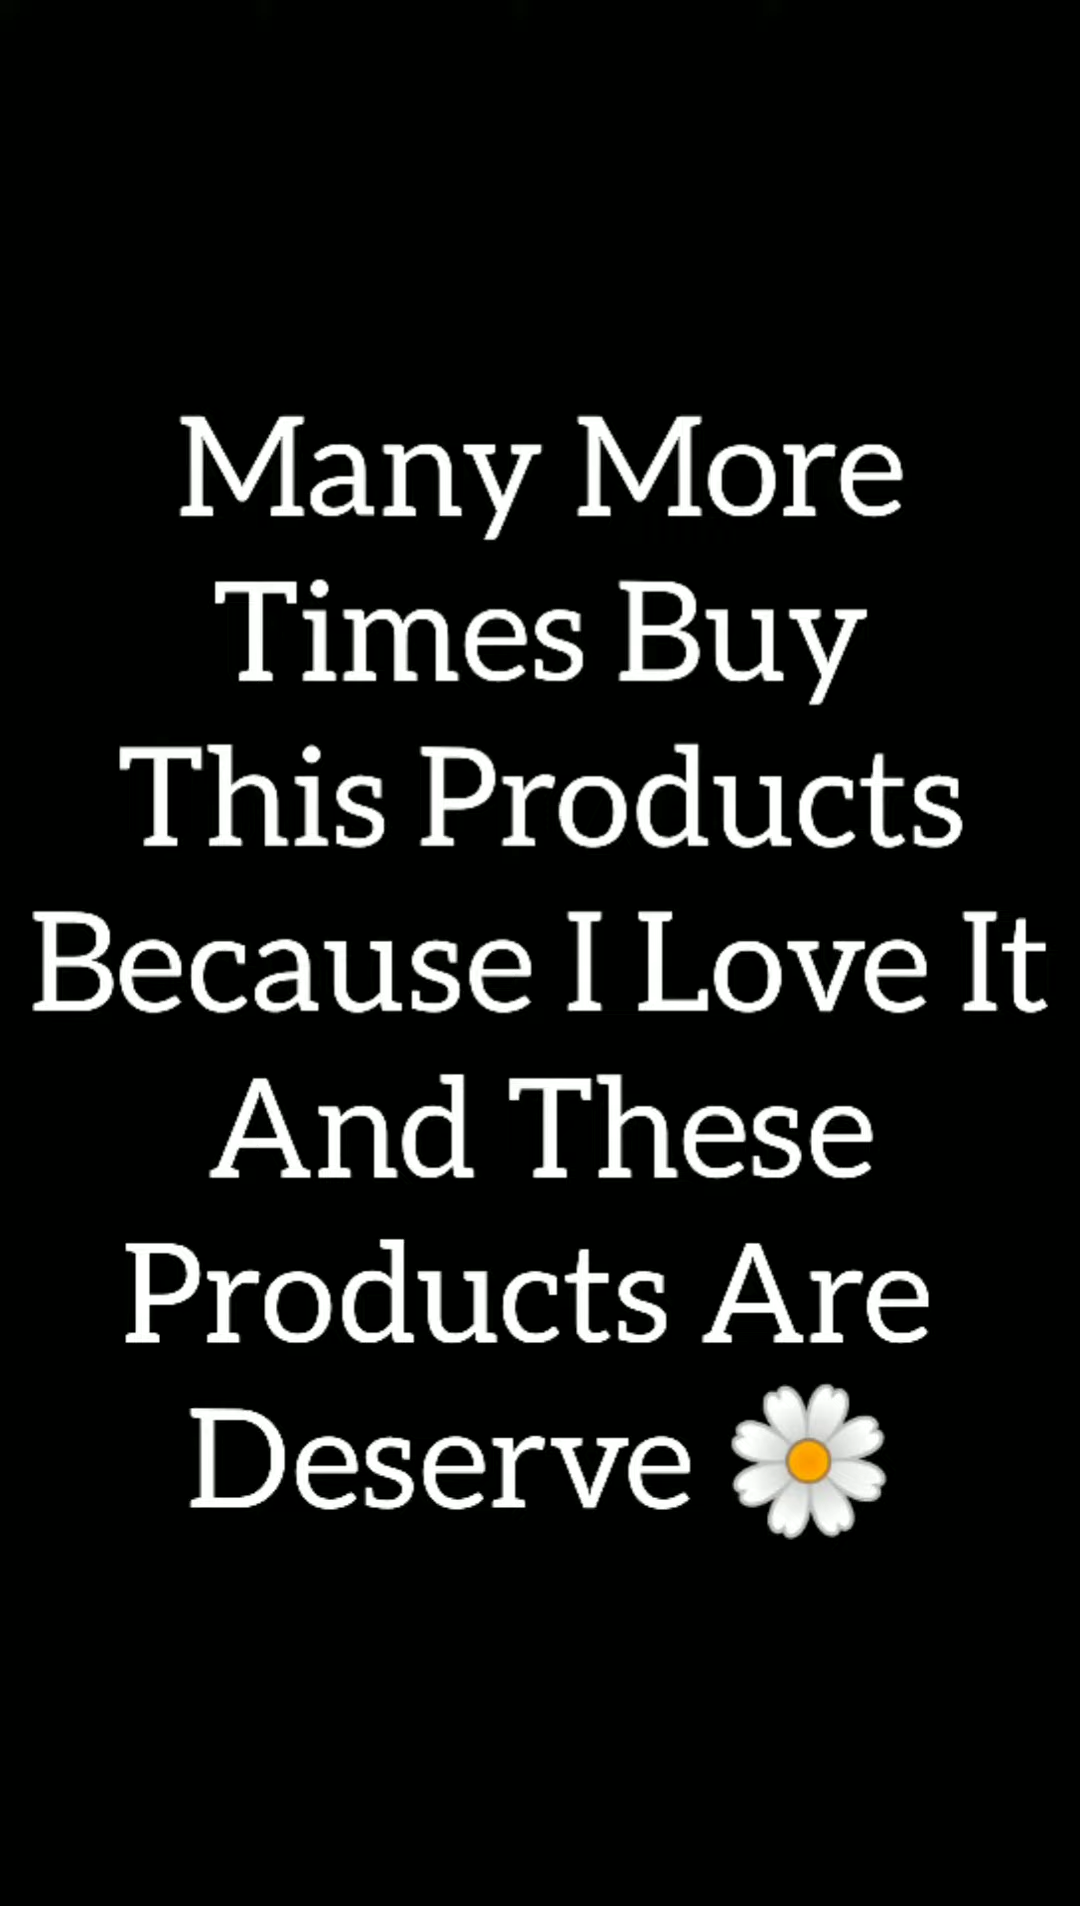 Many More
Times Buy
This Products
Because I Love It
And These
Products Are
Deserve 🌼